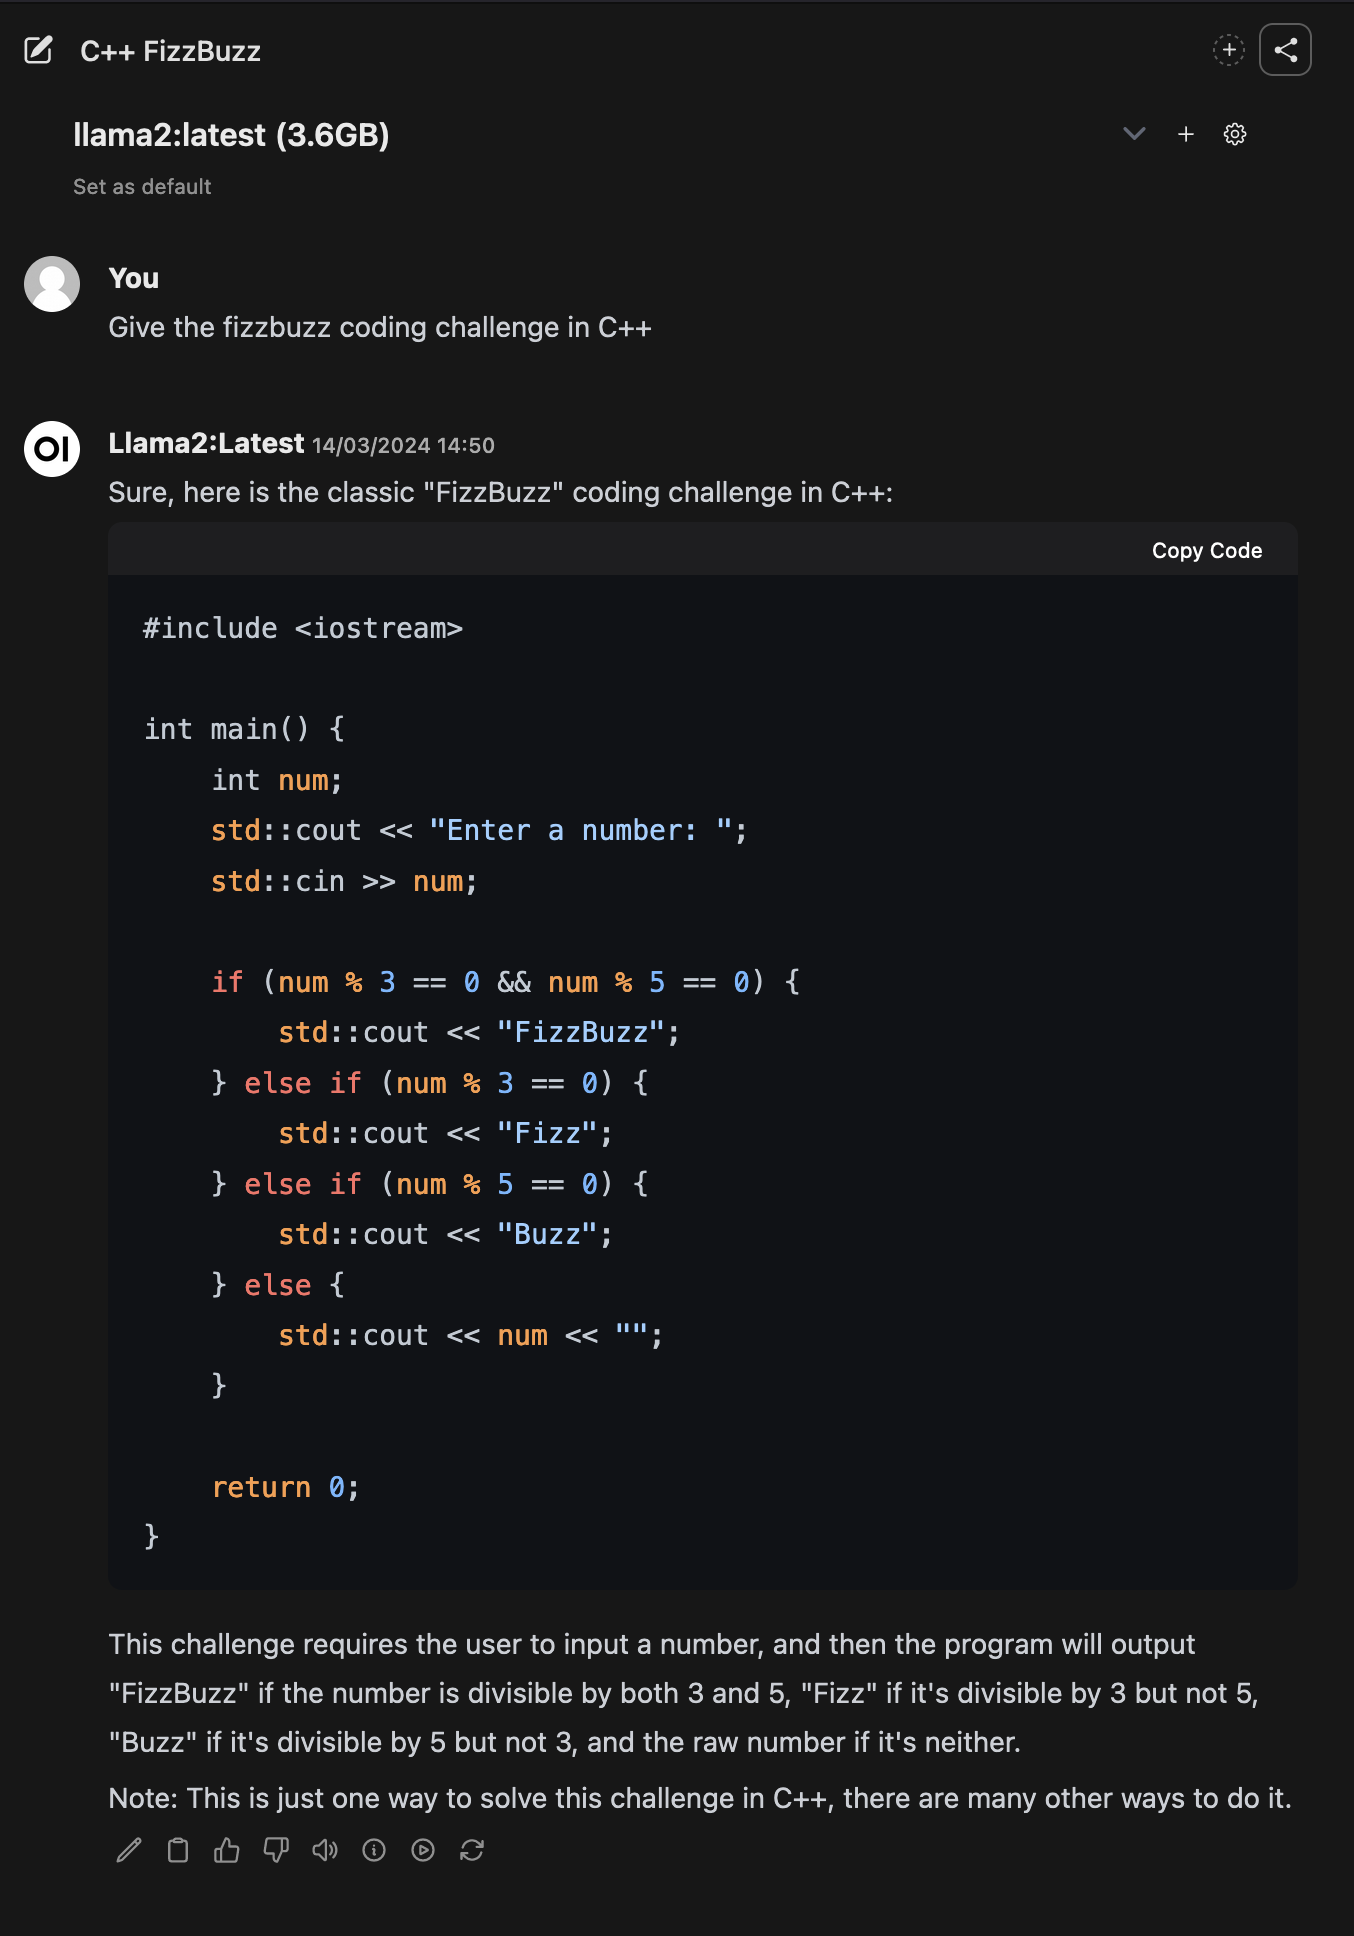 C++ FizzBuzz
llama2:latest (3.6GB)
Set as default
You
Give the fizzbuzz coding challenge in C++
OI
Llama2:Latest 14/03/2024 14:50
Sure, here is the classic "FizzBuzz" coding challenge in C++:
Copy Code
#include <iostream>

int main() {
    int num;
    std::cout << "Enter a number: ";
    std::cin >> num;

    if (num % 3 == 0 && num % 5 == 0) {
        std::cout << "FizzBuzz";
    } else if (num % 3 == 0) {
        std::cout << "Fizz";
    } else if (num % 5 == 0) {
        std::cout << "Buzz";
    } else {
        std::cout << num << "";
    }

    return 0;
}
This challenge requires the user to input a number, and then the program will output
"FizzBuzz" if the number is divisible by both 3 and 5, "Fizz" if it's divisible by 3 but not 5,
"Buzz" if it's divisible by 5 but not 3, and the raw number if it's neither.
Note: This is just one way to solve this challenge in C++, there are many other ways to do it.